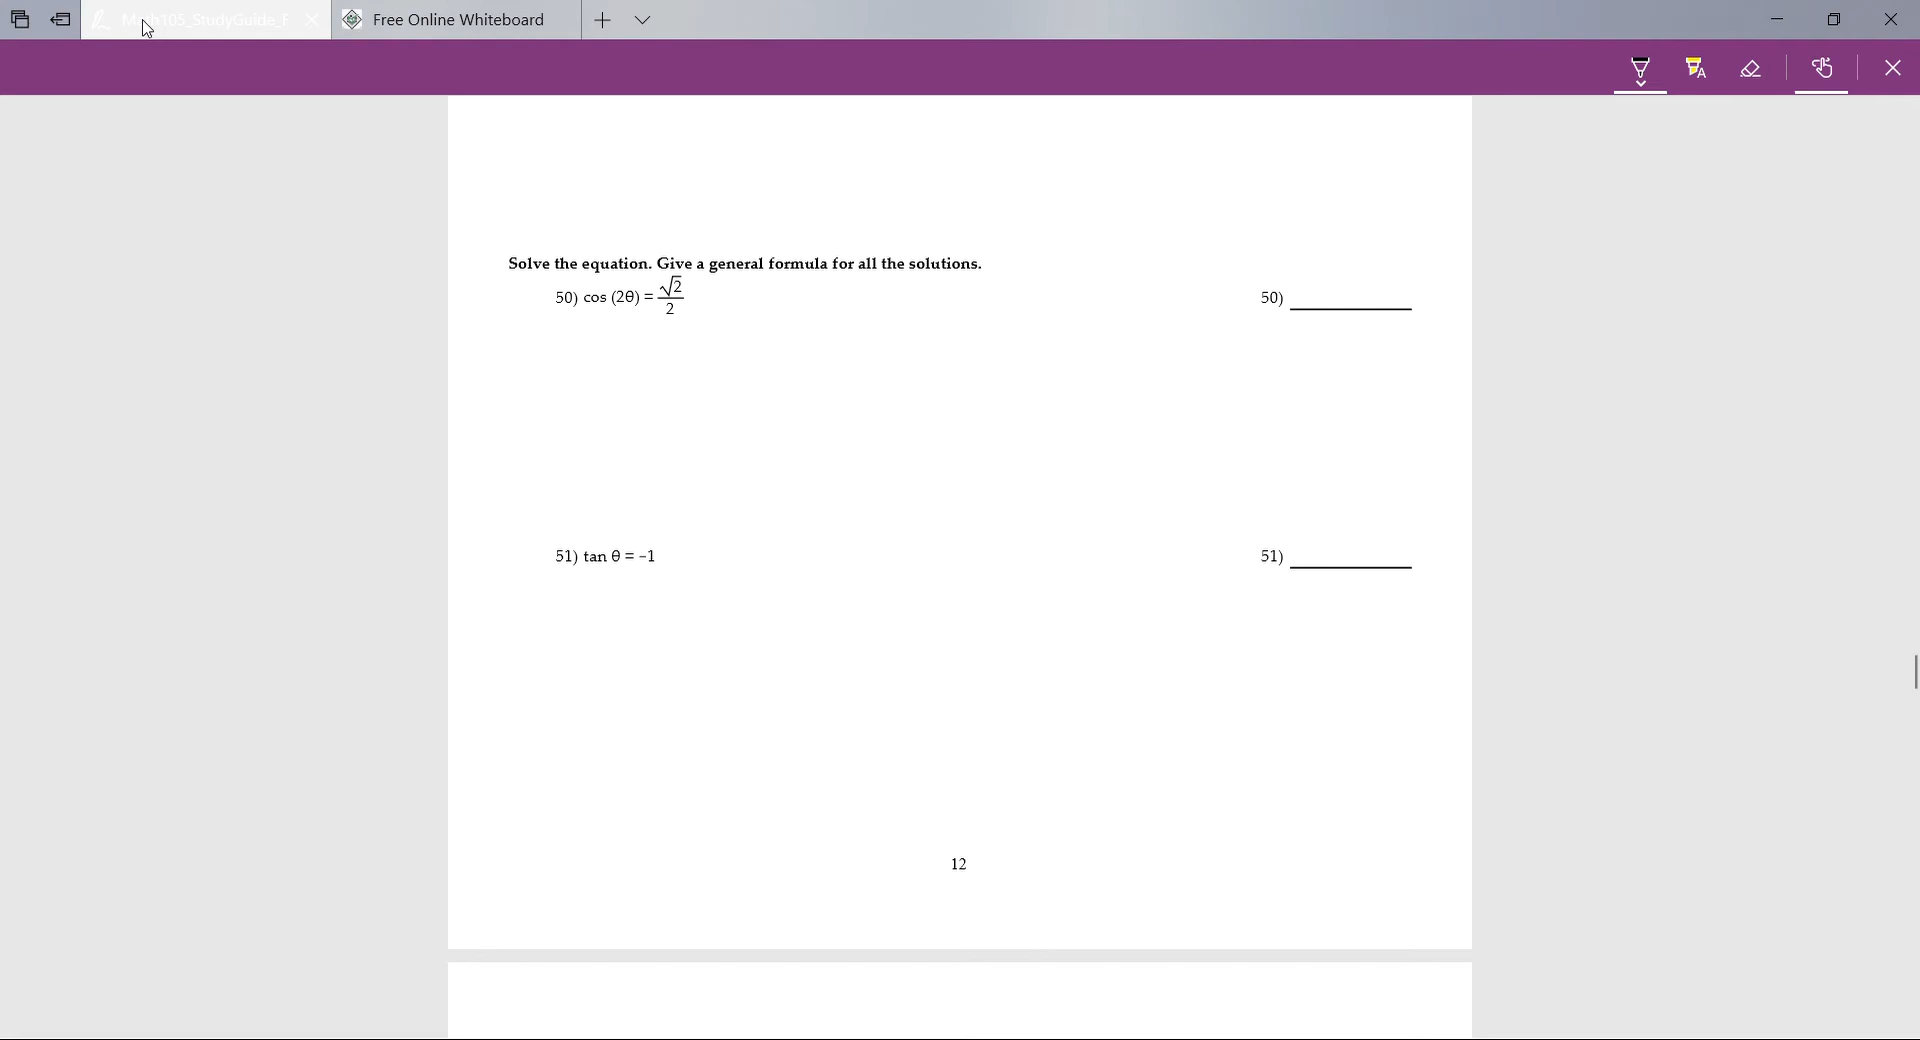 Math105_StudyGuide_F
Free Online Whiteboard
Solve the equation. Give a general formula for all the solutions.
50) cos (2θ) = √2/2
50)
51) tan θ = –1
51)
12